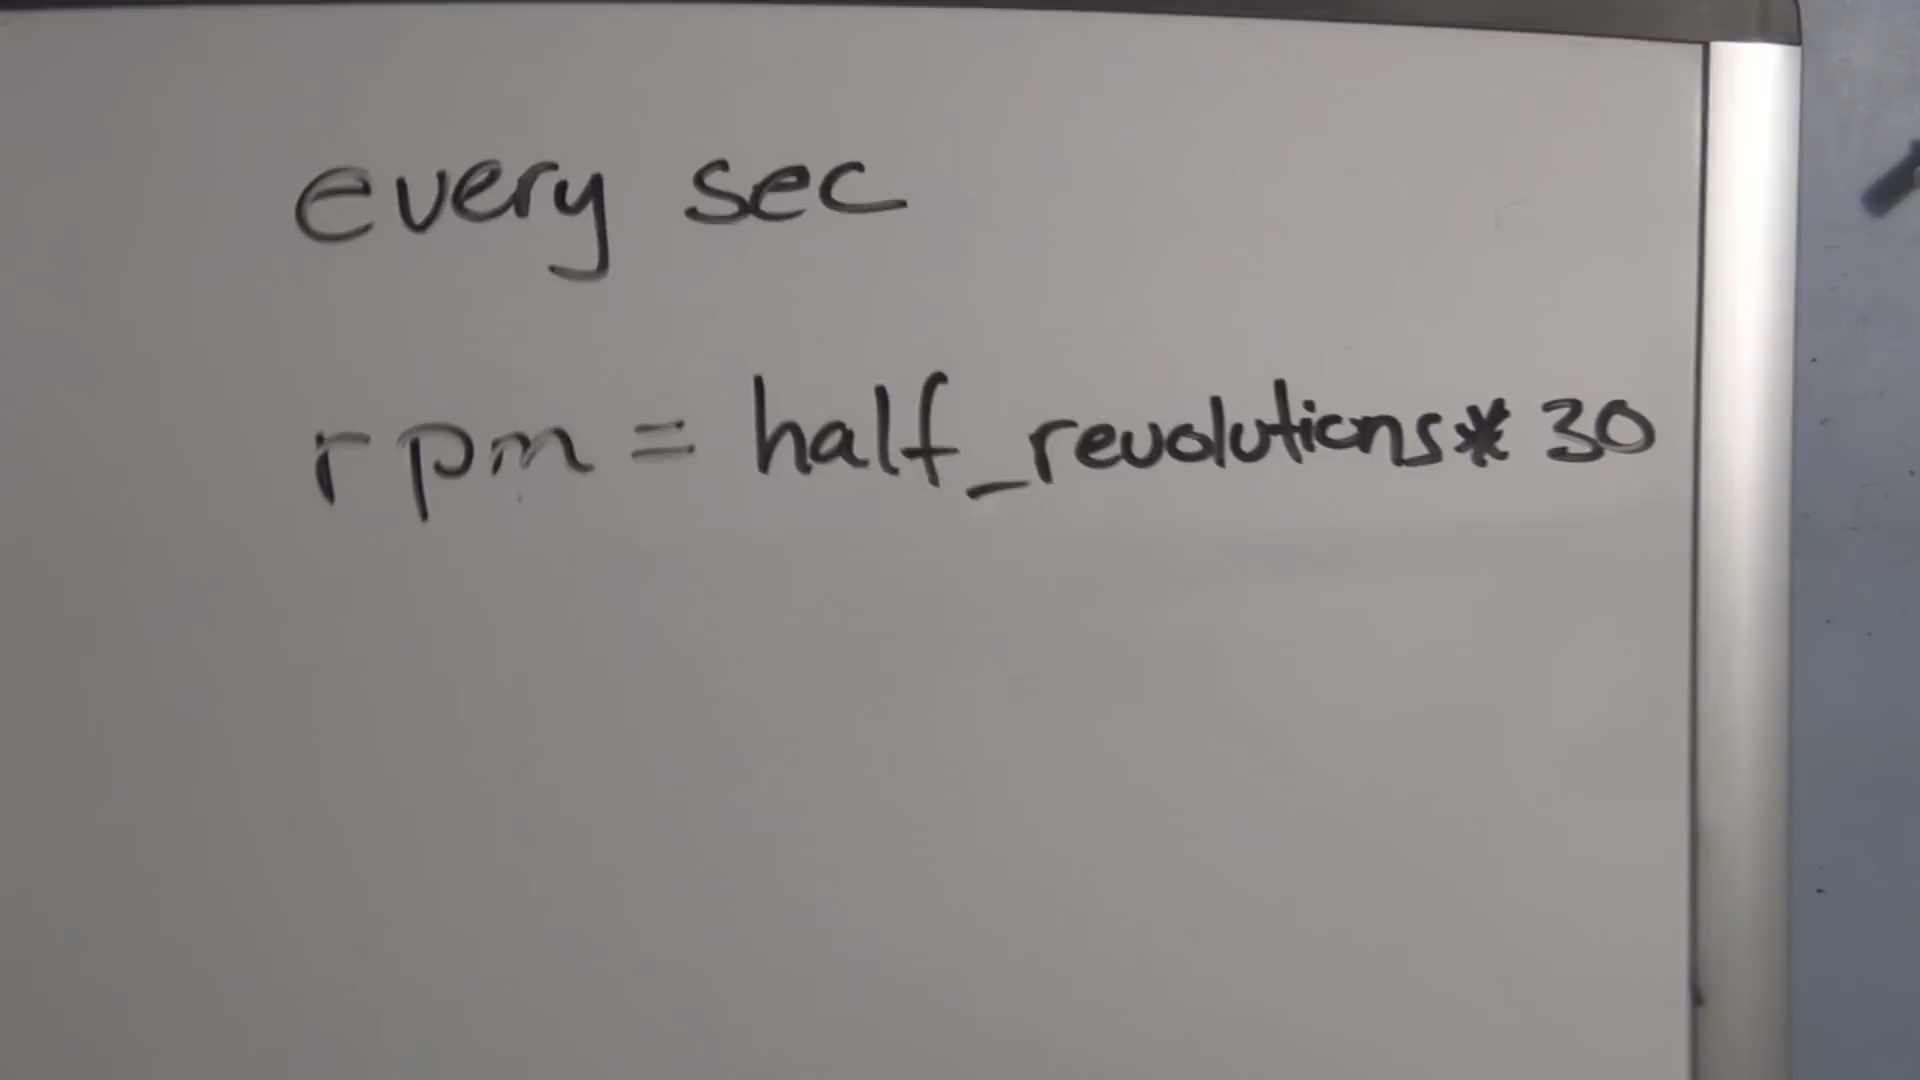 every sec
rpm = half_revolutions * 30